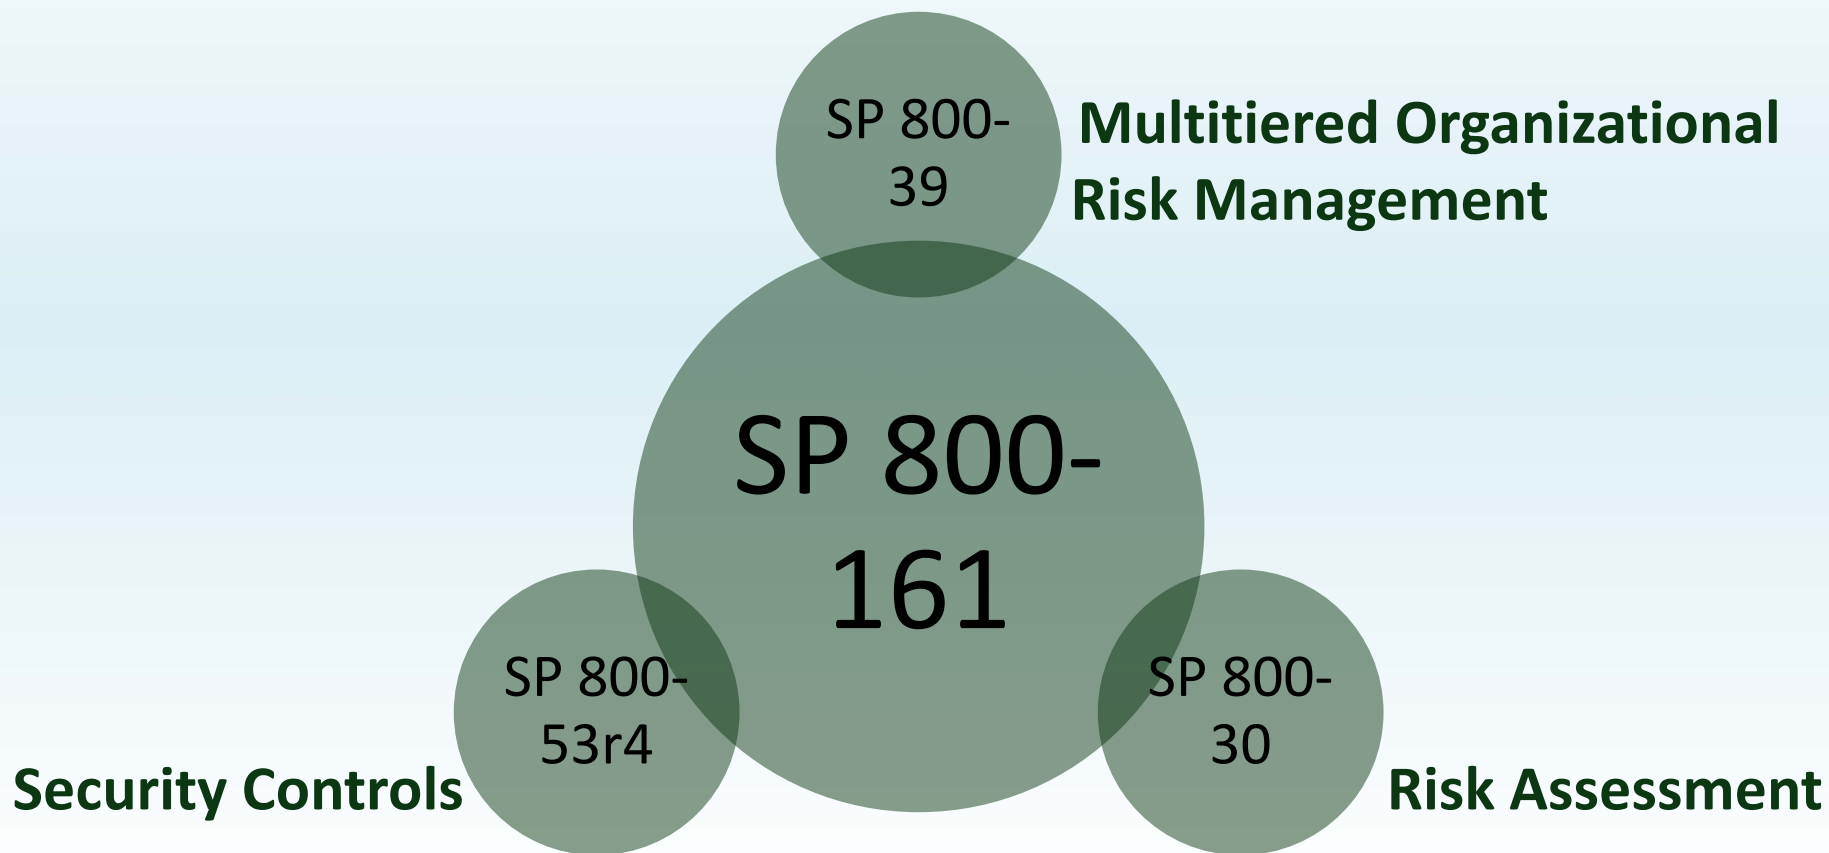 SP 800-
39
Multitiered Organizational
Risk Management
SP 800-
161
SP 800-
53r4
Security Controls
SP 800-
30
Risk Assessment